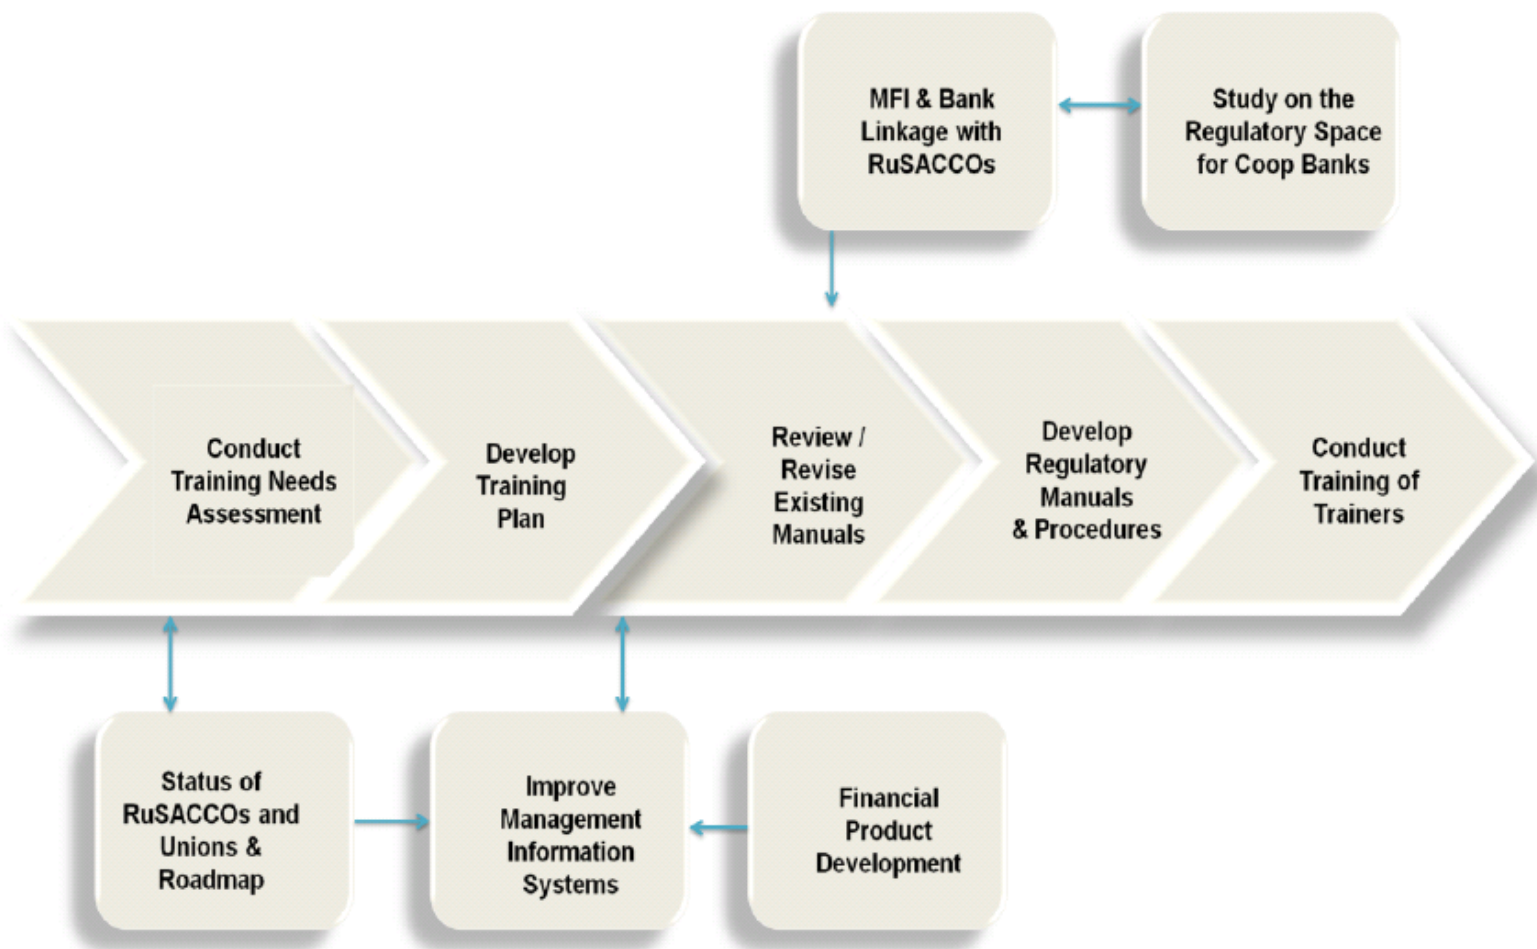 MFI & Bank
Linkage with
RuSACCOs
Study on the
Regulatory Space
for Coop Banks
Conduct
Training Needs
Assessment
Develop
Training
Plan
Review /
Revise
Existing
Manuals
Develop
Regulatory
Manuals
& Procedures
Conduct
Training of
Trainers
Status of
RuSACCOs and
Unions &
Roadmap
Improve
Management
Information
Systems
Financial
Product
Development